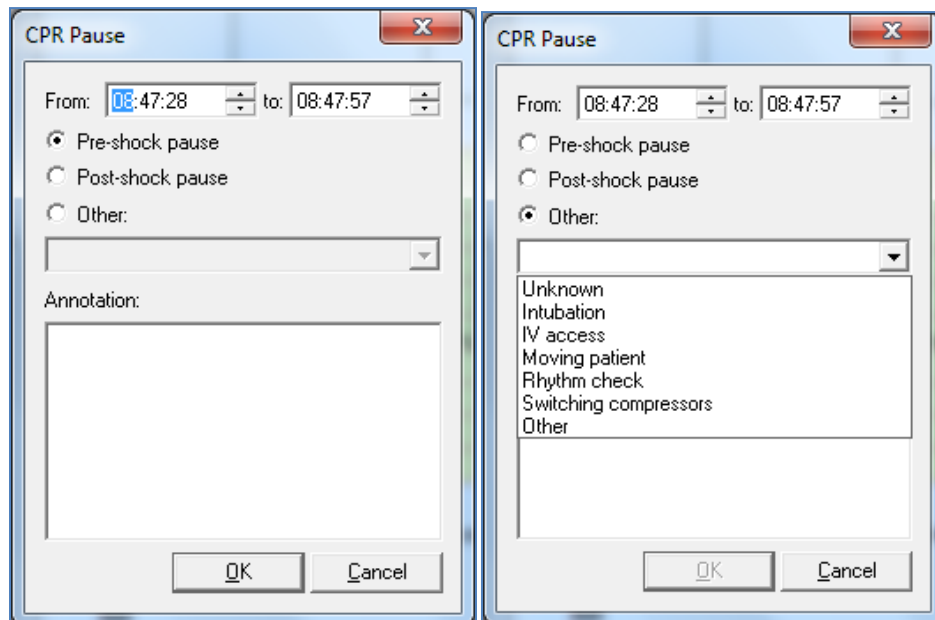 CPR Pause
From: 08:47:28 to: 08:47:57
Pre-shock pause
Post-shock pause
Other:
Annotation:
OK Cancel
CPR Pause
From: 08:47:28 to: 08:47:57
Pre-shock pause
Post-shock pause
Other:
Unknown
Intubation
IV access
Moving patient
Rhythm check
Switching compressors
Other
OK Cancel